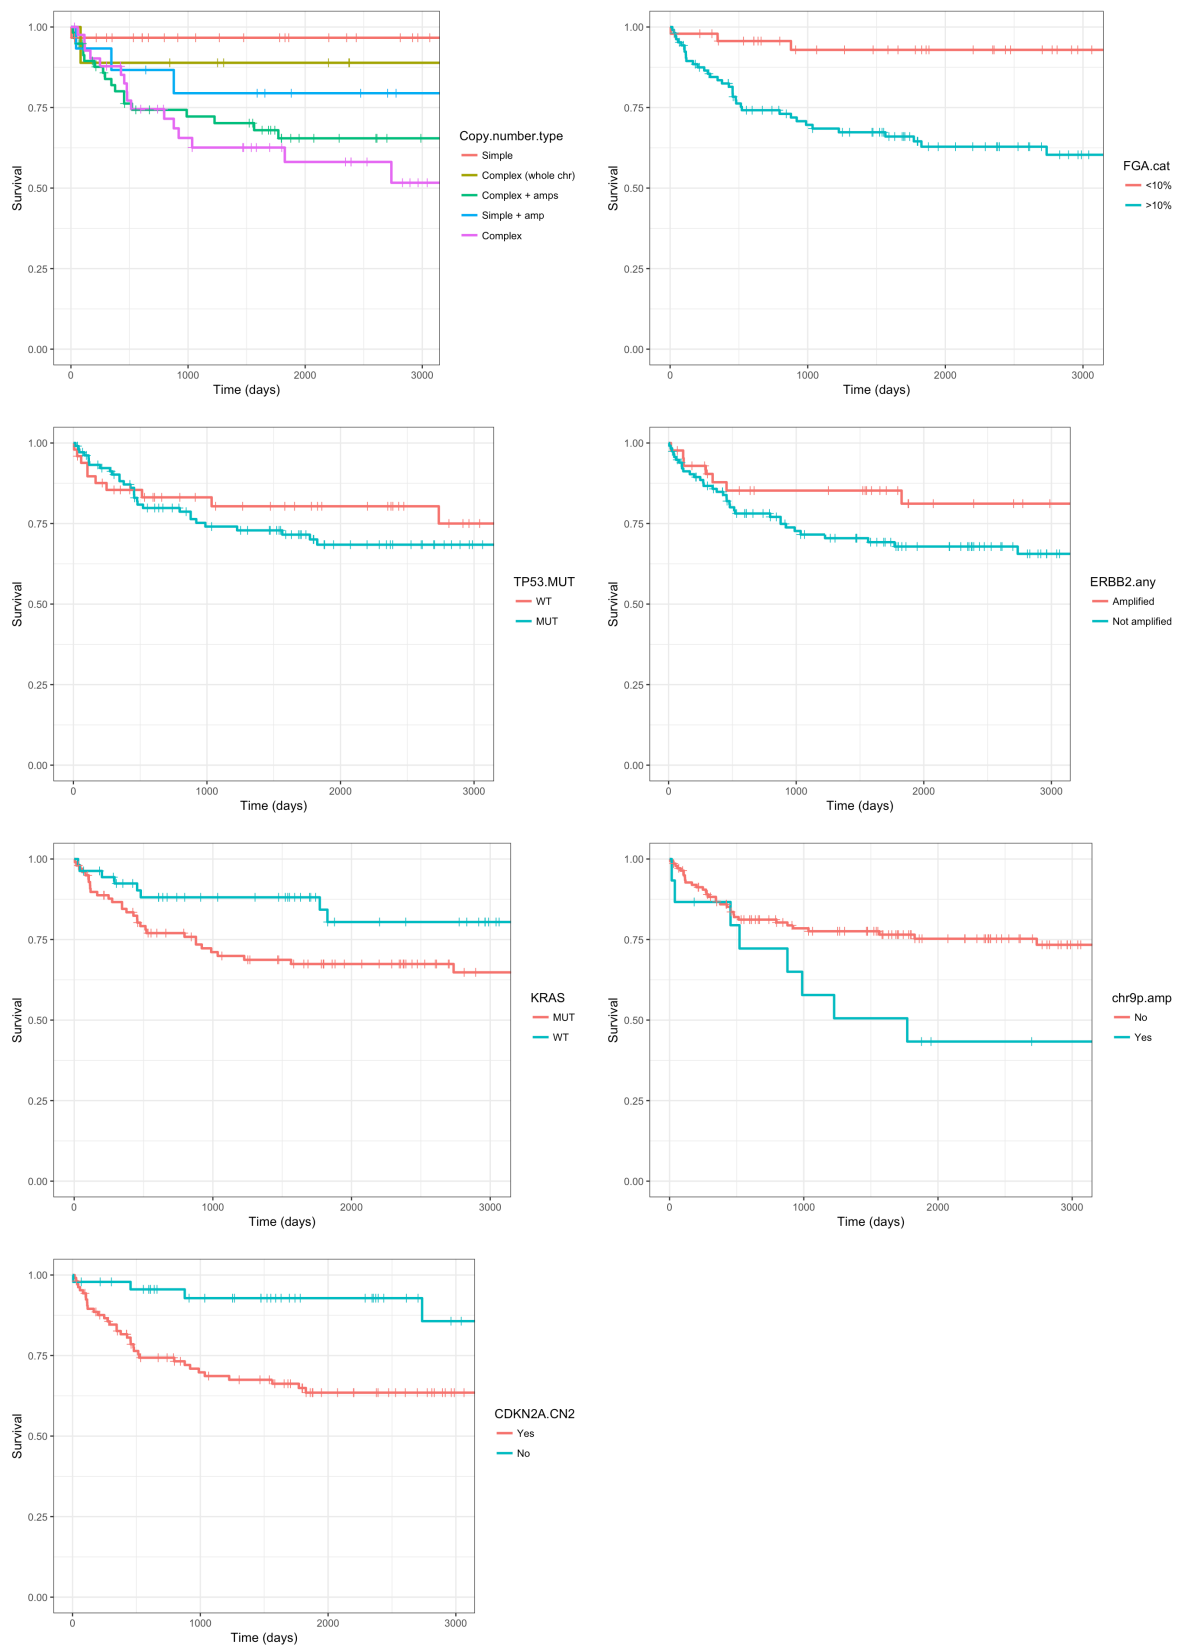 1.00
0.75
0.50
0.25
0.00
Survival
0
1000
2000
3000
Time (days)
Copy.number.type
Simple
Complex (whole chr)
Complex + amps
Simple + amp
Complex
1.00
0.75
0.50
0.25
0.00
Survival
0
1000
2000
3000
Time (days)
FGA.cat
<10%
>10%
1.00
0.75
0.50
0.25
0.00
Survival
0
1000
2000
3000
Time (days)
TP53.MUT
WT
MUT
1.00
0.75
0.50
0.25
0.00
Survival
0
1000
2000
3000
Time (days)
ERBB2.any
Amplified
Not amplified
1.00
0.75
0.50
0.25
0.00
Survival
0
1000
2000
3000
Time (days)
KRAS
MUT
WT
1.00
0.75
0.50
0.25
0.00
Survival
0
1000
2000
3000
Time (days)
chr9p.amp
No
Yes
1.00
0.75
0.50
0.25
0.00
Survival
0
1000
2000
3000
Time (days)
CDKN2A.CN2
Yes
No